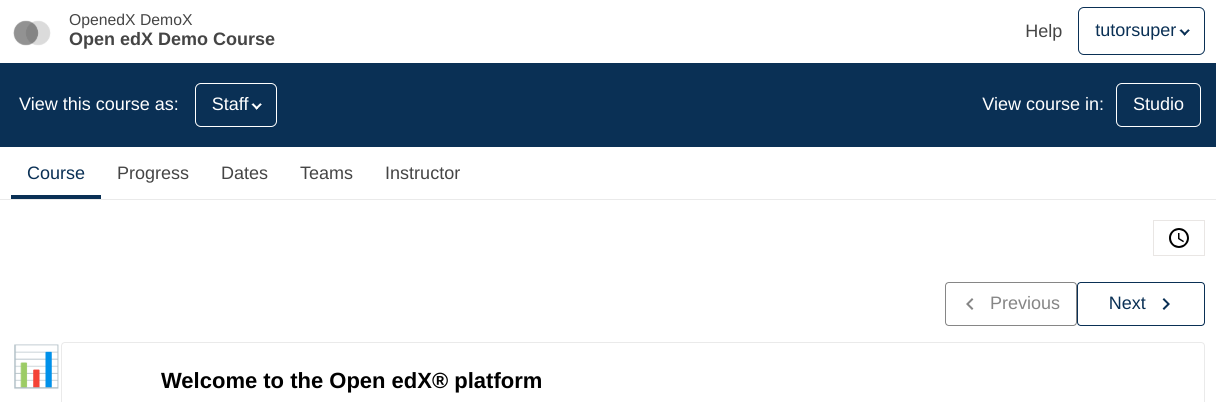 OpenedX DemoX
Open edX Demo Course
Help
tutorsuper
View this course as:
Staff
View course in:
Studio
Course
Progress
Dates
Teams
Instructor
Previous
Next
Welcome to the Open edX® platform